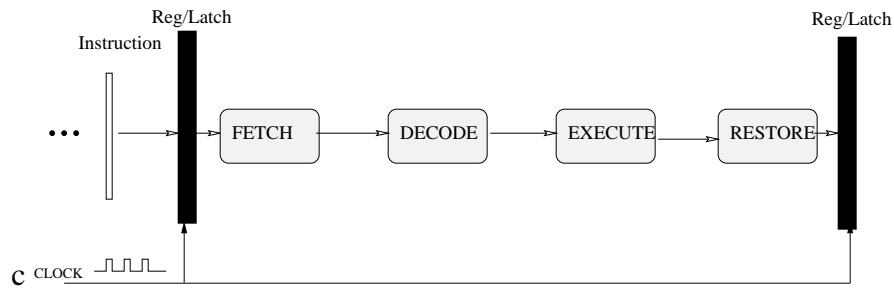 Reg/Latch
Reg/Latch
Instruction
FETCH
DECODE
EXECUTE
RESTORE
c CLOCK